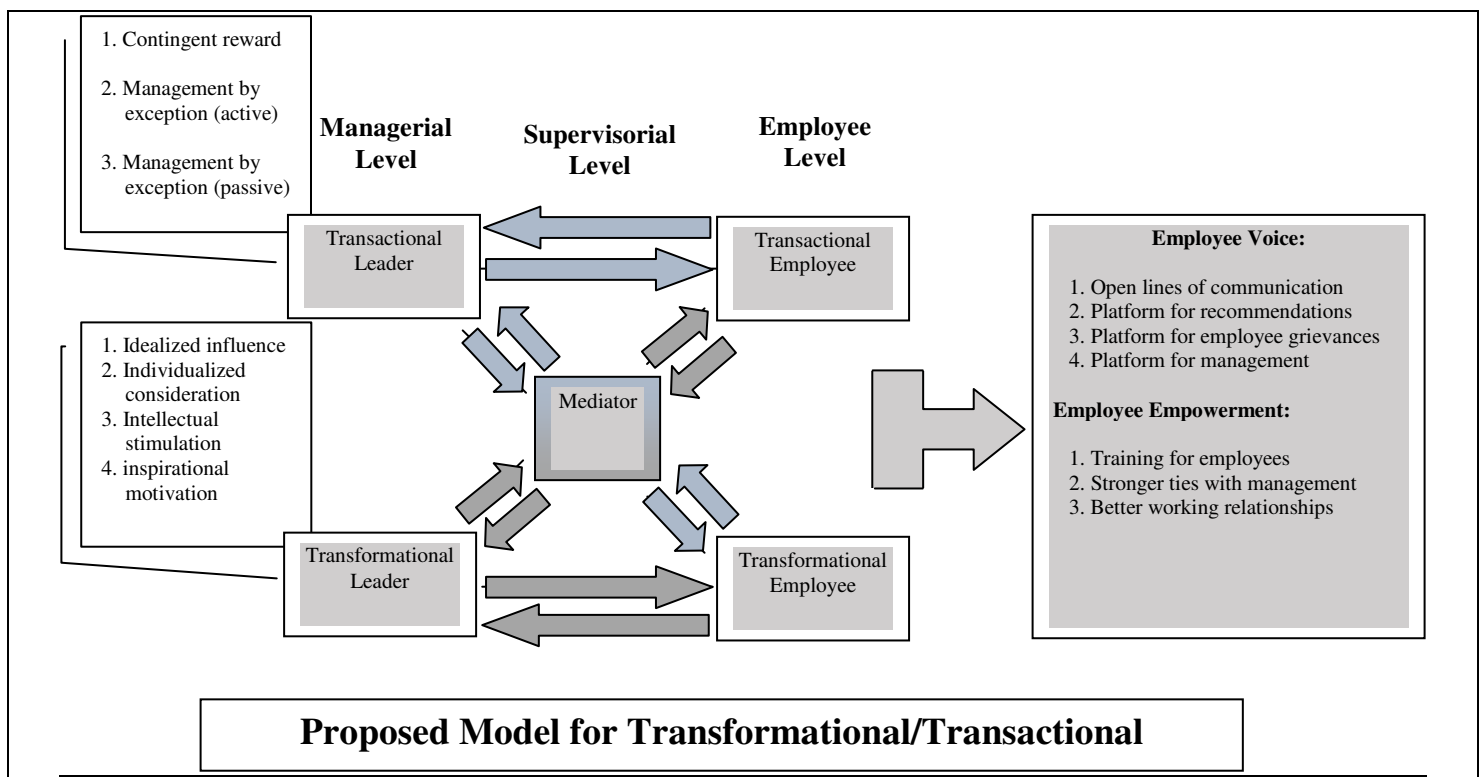 1. Contingent reward
2. Management by
exception (active)
3. Management by
exception (passive)
Managerial
Level
Supervisorial
Level
Employee
Level
Transactional
Leader
Transactional
Employee
1. Idealized influence
2. Individualized
consideration
3. Intellectual
stimulation
4. inspirational
motivation
Mediator
Transformational
Leader
Transformational
Employee
Employee Voice:
1. Open lines of communication
2. Platform for recommendations
3. Platform for employee grievances
4. Platform for management
Employee Empowerment:
1. Training for employees
2. Stronger ties with management
3. Better working relationships
Proposed Model for Transformational/Transactional